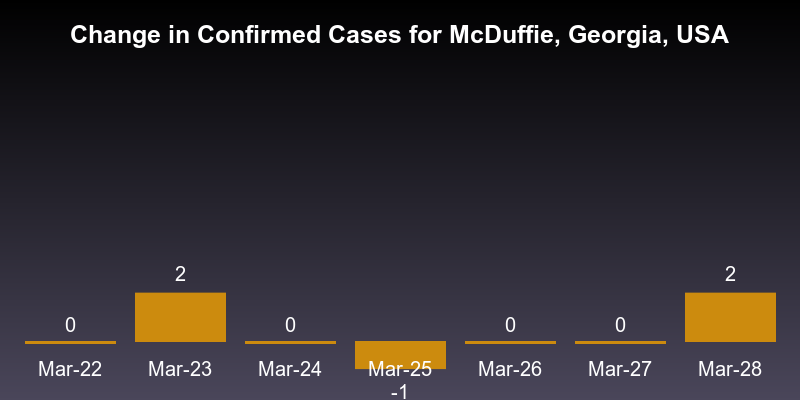 Change in Confirmed Cases for McDuffie, Georgia, USA
2
2
0
0
0
0
Mar-22
Mar-23
Mar-24
Mar-25
Mar-26
Mar-27
Mar-28
-1